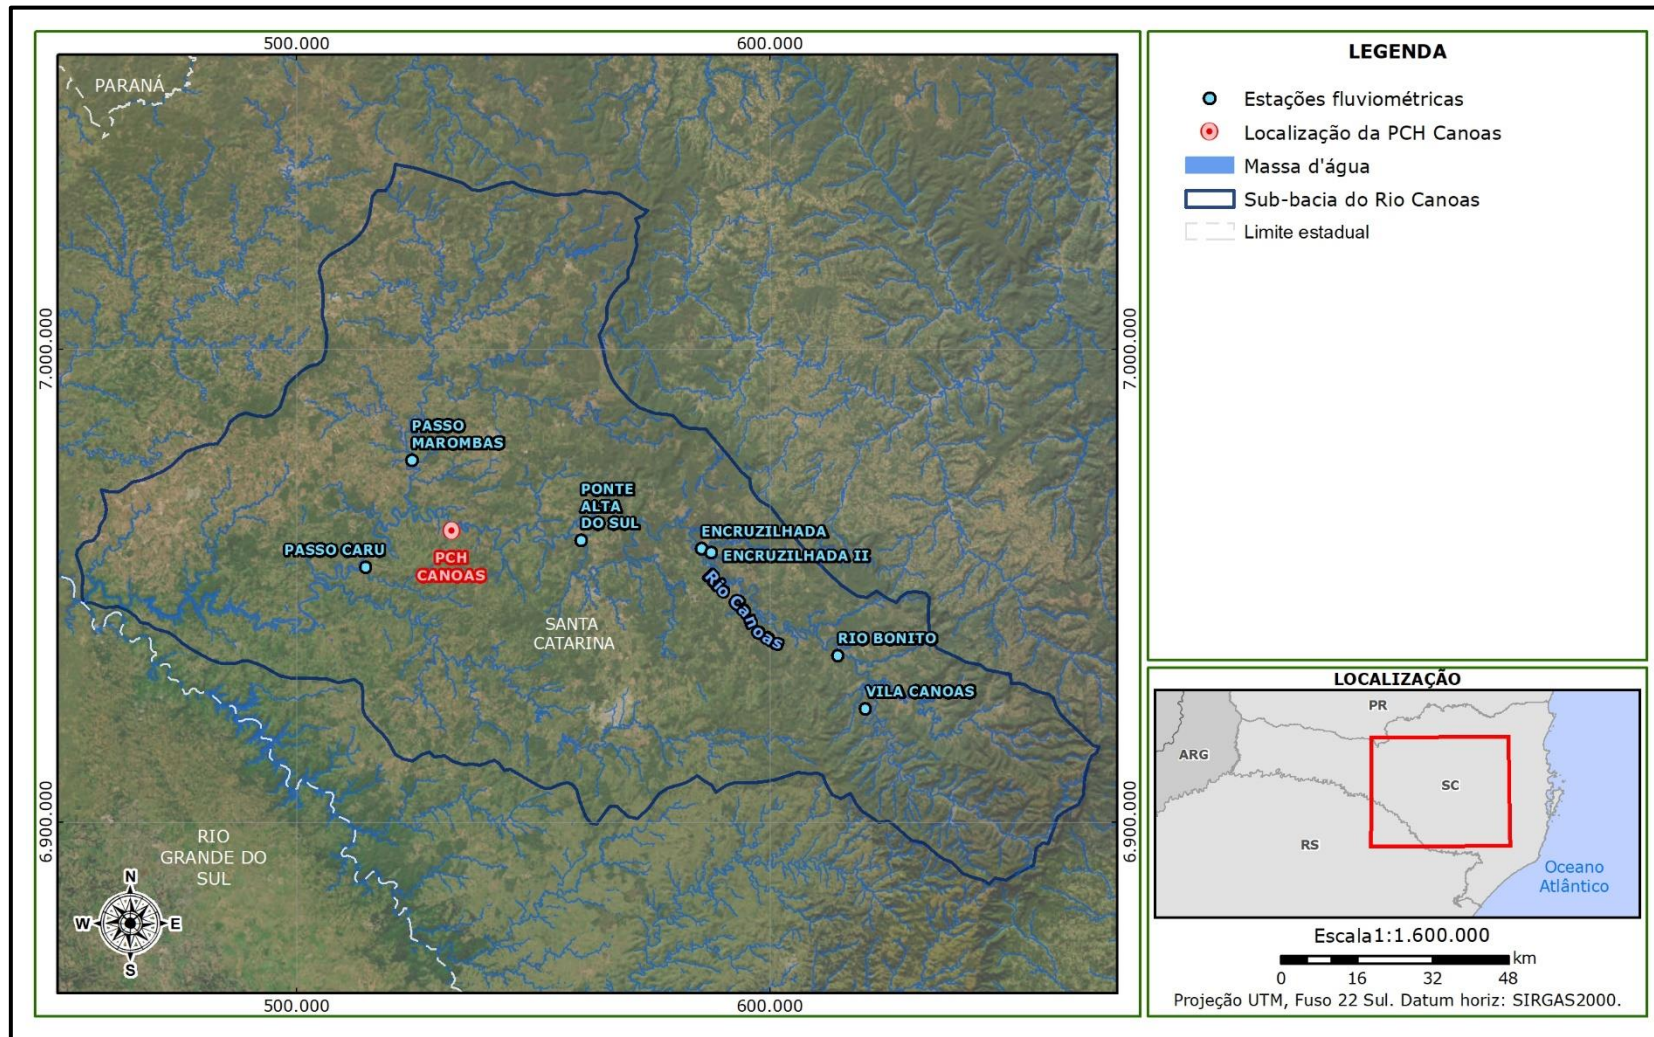 500.000
600.000
PARANÁ
7.000.000
7.000.000
PASSO
MAROMBAS
PONTE
ALTA
DO SUL
ENCRUZILHADA
ENCRUZILHADA II
PASSO CARU
PCH
CANOAS
Rio Canoas
SANTA
CATARINA
RIO BONITO
VILA CANOAS
6.900.000
6.900.000
RIO
GRANDE DO
SUL
N
W
E
S
500.000
600.000
LEGENDA
Estações fluviométricas
Localização da PCH Canoas
Massa d'água
Sub-bacia do Rio Canoas
Limite estadual
LOCALIZAÇÃO
PR
ARG
SC
RS
Oceano
Atlântico
Escala1:1.600.000
km
0 16 32 48
Projeção UTM, Fuso 22 Sul. Datum horiz: SIRGAS2000.